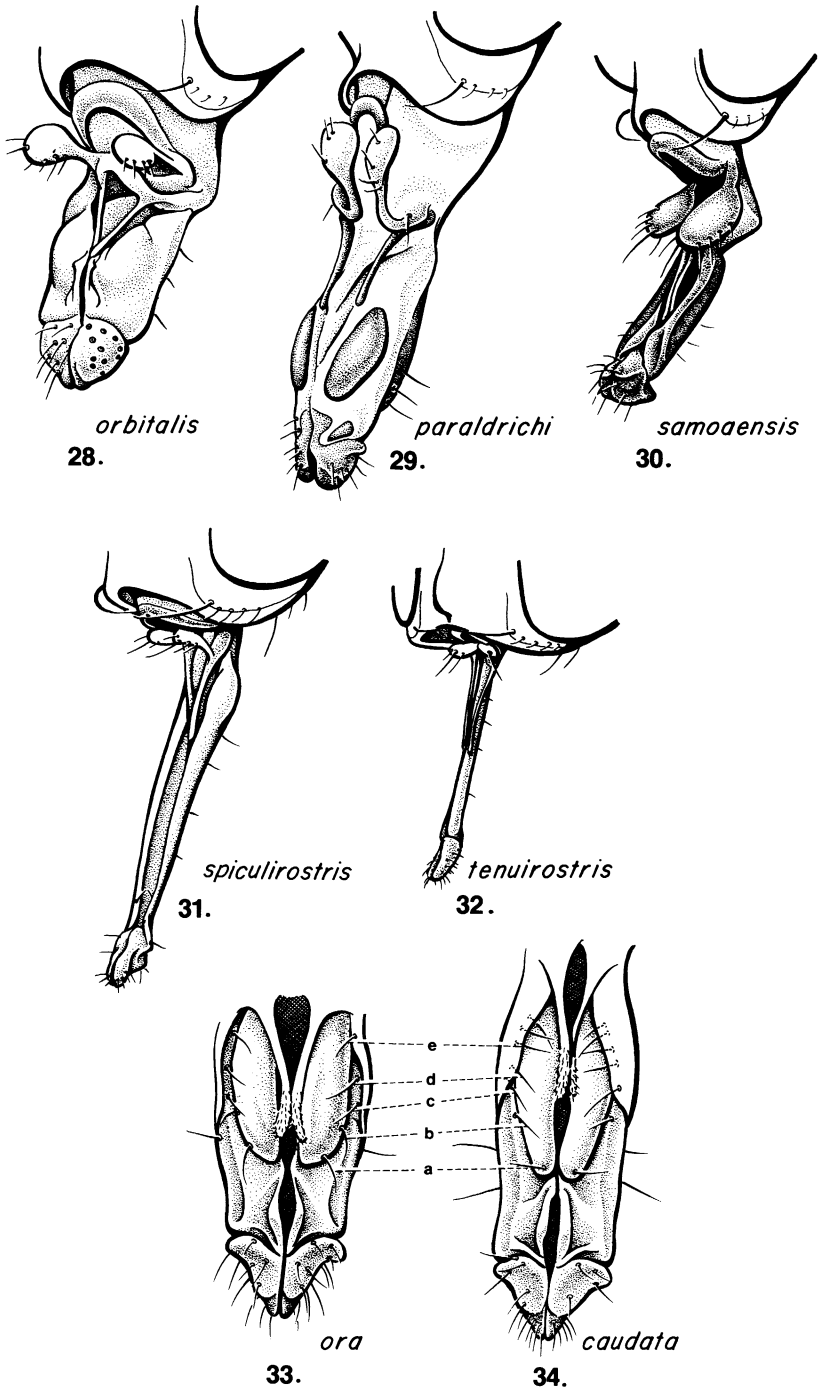 orbitalis
28.
paraldrichi
29.
samoaensis
30.
spiculirostris
31.
tenuirostris
32.
e
d
c
b
a
ora
33.
caudata
34.